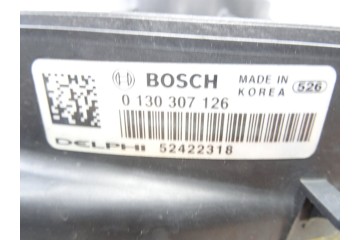 BOSCH MADE IN KOREA 526
0 130 307 126
DELPHI 52422318